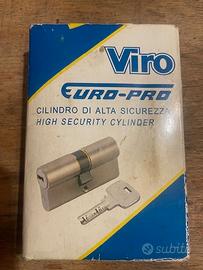 Viro
EURO-PRO
CILINDRO DI ALTA SICUREZZA
HIGH SECURITY CYLINDER
subito